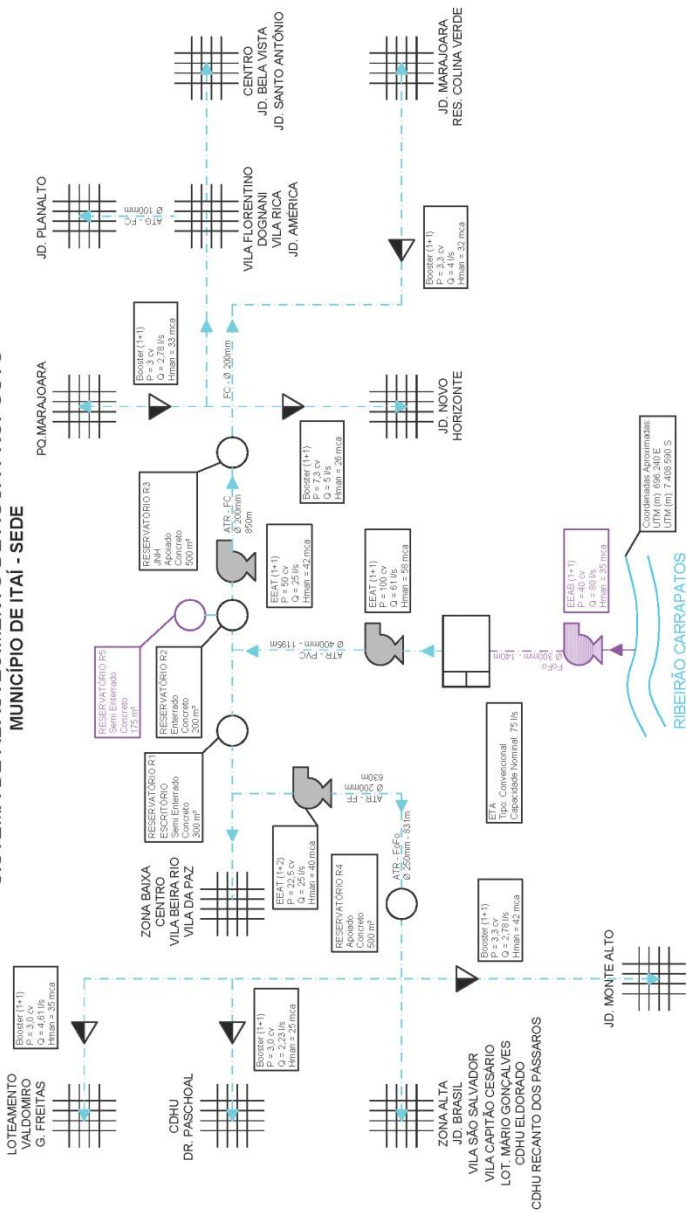 MUNICÍPIO DE ITAÍ - SEDE
LOTEAMENTO
VALDOMIRO
G. FREITAS
Booster (1+1)
P = 3,0 cv
Q = 4,61 l/s
Hman = 35 mca
CDHU
DR. PASCHOAL
Booster (1+1)
P = 3,0 cv
Q = 2,23 l/s
Hman = 25 mca
ZONA ALTA
JD. BRASIL
VILA SÃO SALVADOR
VILA CAPITÃO CESÁRIO
LOT. MÁRIO GONÇALVES
CDHU ELDORADO
CDHU RECANTO DOS PÁSSAROS
Booster (1+1)
P = 3,3 cv
Q = 2,78 l/s
Hman = 42 mca
JD. MONTE ALTO
ZONA BAIXA
CENTRO
VILA BEIRA RIO
VILA DA PAZ
EEAT (1+2)
P = 22,5 cv
Q = 25 l/s
Hman = 40 mca
RESERVATÓRIO R4
Apoiado
Concreto
500 m³
ATR - FoFo
Ø 250mm - 831m
ATR - FF
Ø 200mm
630m
RESERVATÓRIO R1
ESCRITÓRIO
Semi Enterrado
Concreto
300 m³
RESERVATÓRIO R5
Semi Enterrado
Concreto
175 m³
RESERVATÓRIO R2
Enterrado
Concreto
200 m³
ATR - PVC
Ø 400mm - 1195m
EEAT (1+1)
P = 50 cv
Q = 25 l/s
Hman = 42 mca
ATR - FC
Ø 200mm
850m
RESERVATÓRIO R3
JNH
Apoiado
Concreto
500 m³
EEAT (1+1)
P = 100 cv
Q = 61 l/s
Hman = 58 mca
ETA
Tipo: Convencional
Capacidade Nominal: 75 l/s
FoFo
Ø 300mm - 140m
EEAB (1+1)
P = 40 cv
Q = 80 l/s
Hman = 35 mca
Coordenadas Aproximadas:
UTM (m) 696.240 E
UTM (m) 7.408.590 S
RIBEIRÃO CARRAPATOS
PQ.MARAJOARA
Booster (1+1)
P = 3 cv
Q = 2,78 l/s
Hman = 33 mca
Booster (1+1)
P = 7,3 cv
Q = 5 l/s
Hman = 26 mca
JD. NOVO
HORIZONTE
FC - Ø 200mm
JD. PLANALTO
ATG - FC
Ø 100mm
VILA FLORENTINO
DOGNANI
VILA RICA
JD. AMÉRICA
CENTRO
JD. BELA VISTA
JD. SANTO ANTÔNIO
Booster (1+1)
P = 3,3 cv
Q = 4 l/s
Hman = 32 mca
JD. MARAJOARA
RES. COLINA VERDE